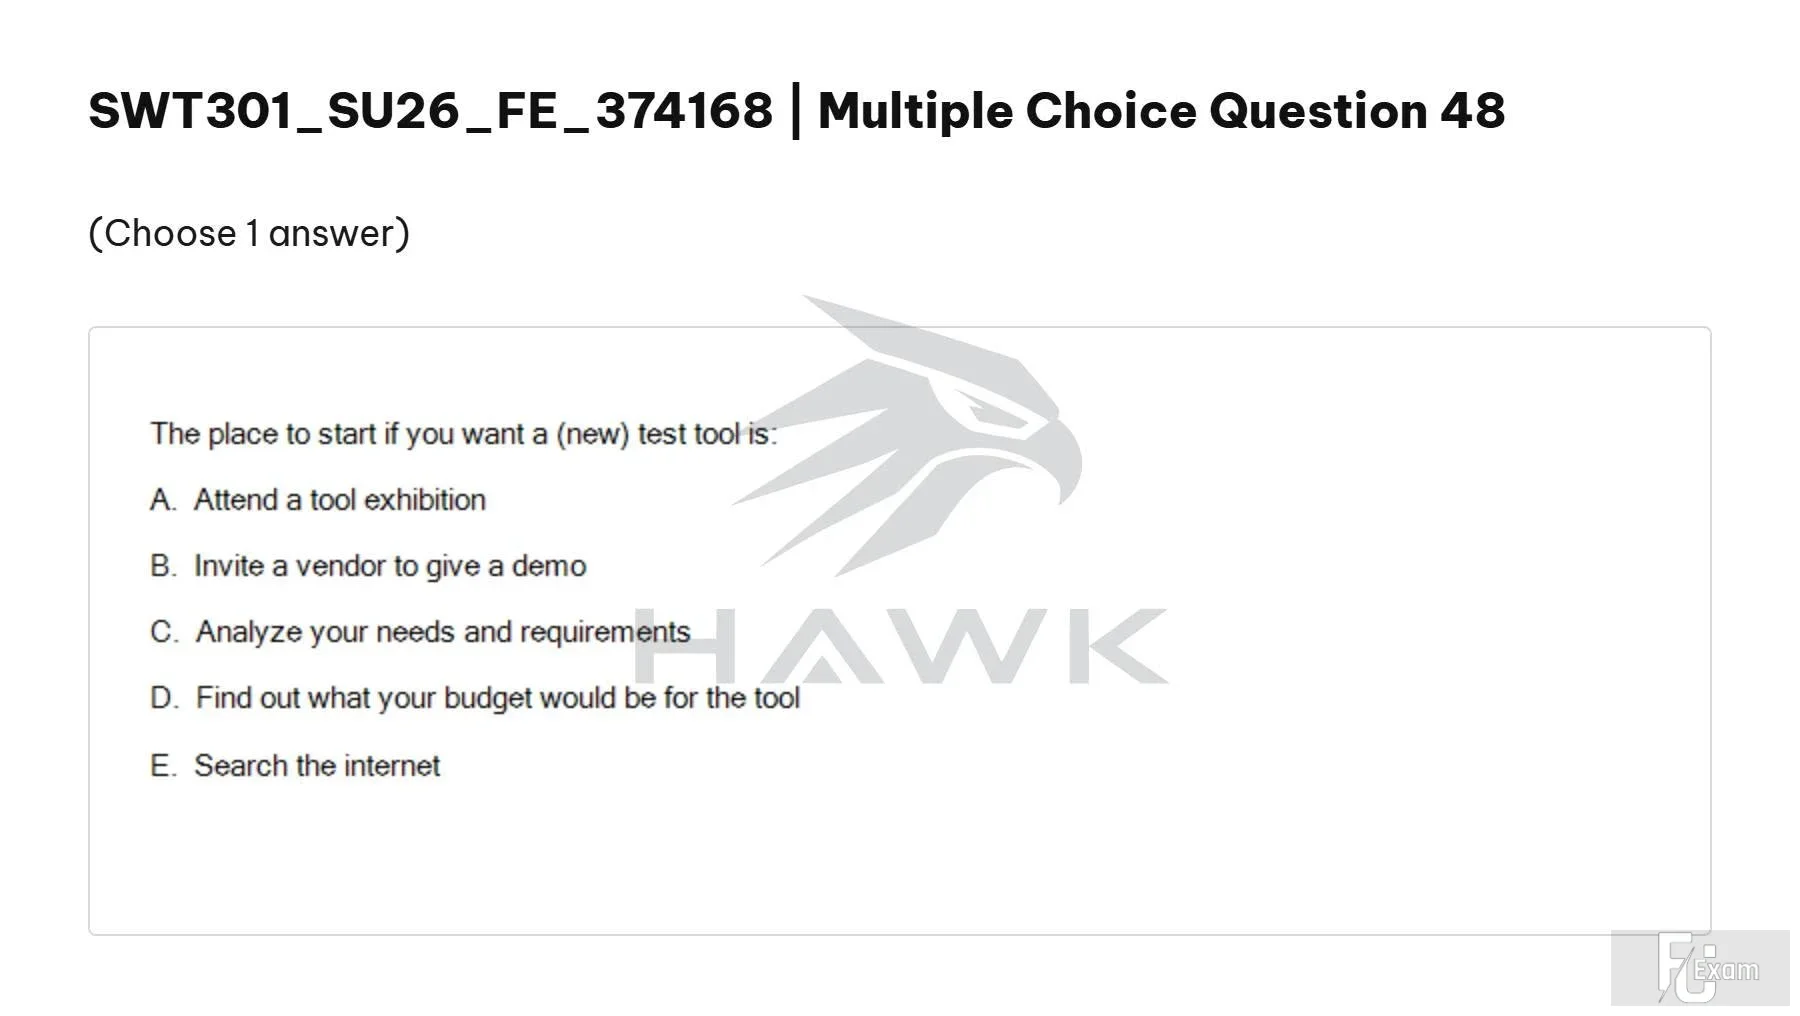 SWT301_SU26_FE_374168 | Multiple Choice Question 48
(Choose 1 answer)
The place to start if you want a (new) test tool is:
A. Attend a tool exhibition
B. Invite a vendor to give a demo
C. Analyze your needs and requirements
D. Find out what your budget would be for the tool
E. Search the internet
HAWK
FU Exam